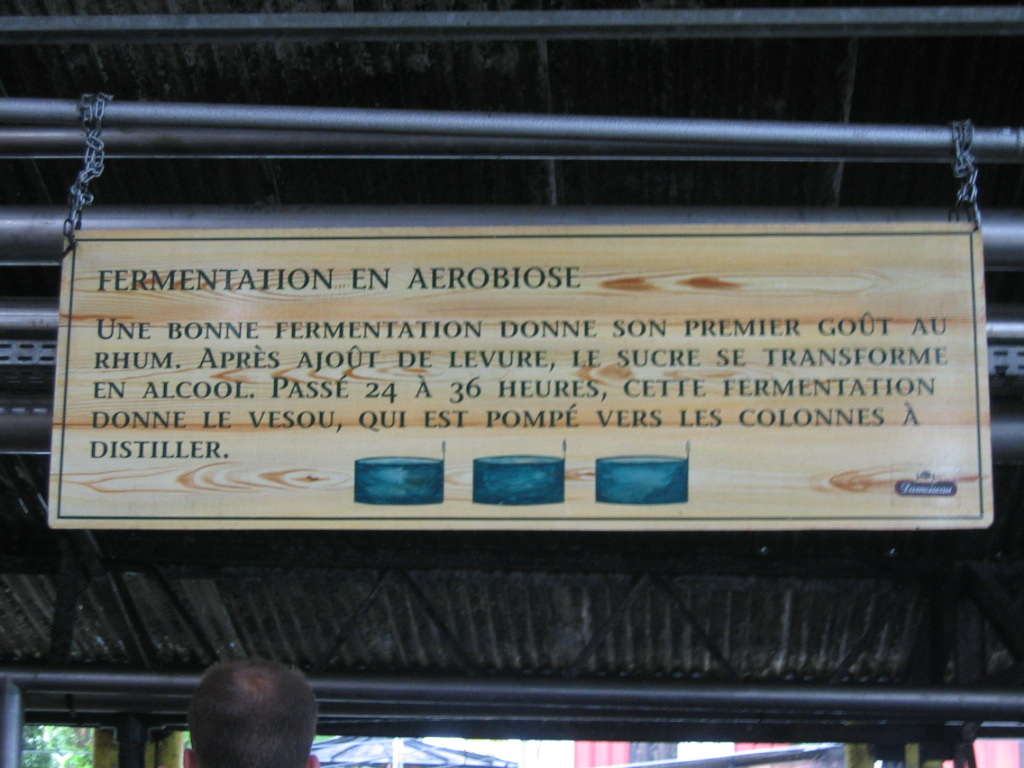 FERMENTATION EN AEROBIOSE
UNE BONNE FERMENTATION DONNE SON PREMIER GOÛT AU
RHUM. APRÈS AJOÛT DE LEVURE, LE SUCRE SE TRANSFORME
EN ALCOOL. PASSÉ 24 À 36 HEURES, CETTE FERMENTATION
DONNE LE VESOU, QUI EST POMPÉ VERS LES COLONNES À
DISTILLER.
Damoiseau